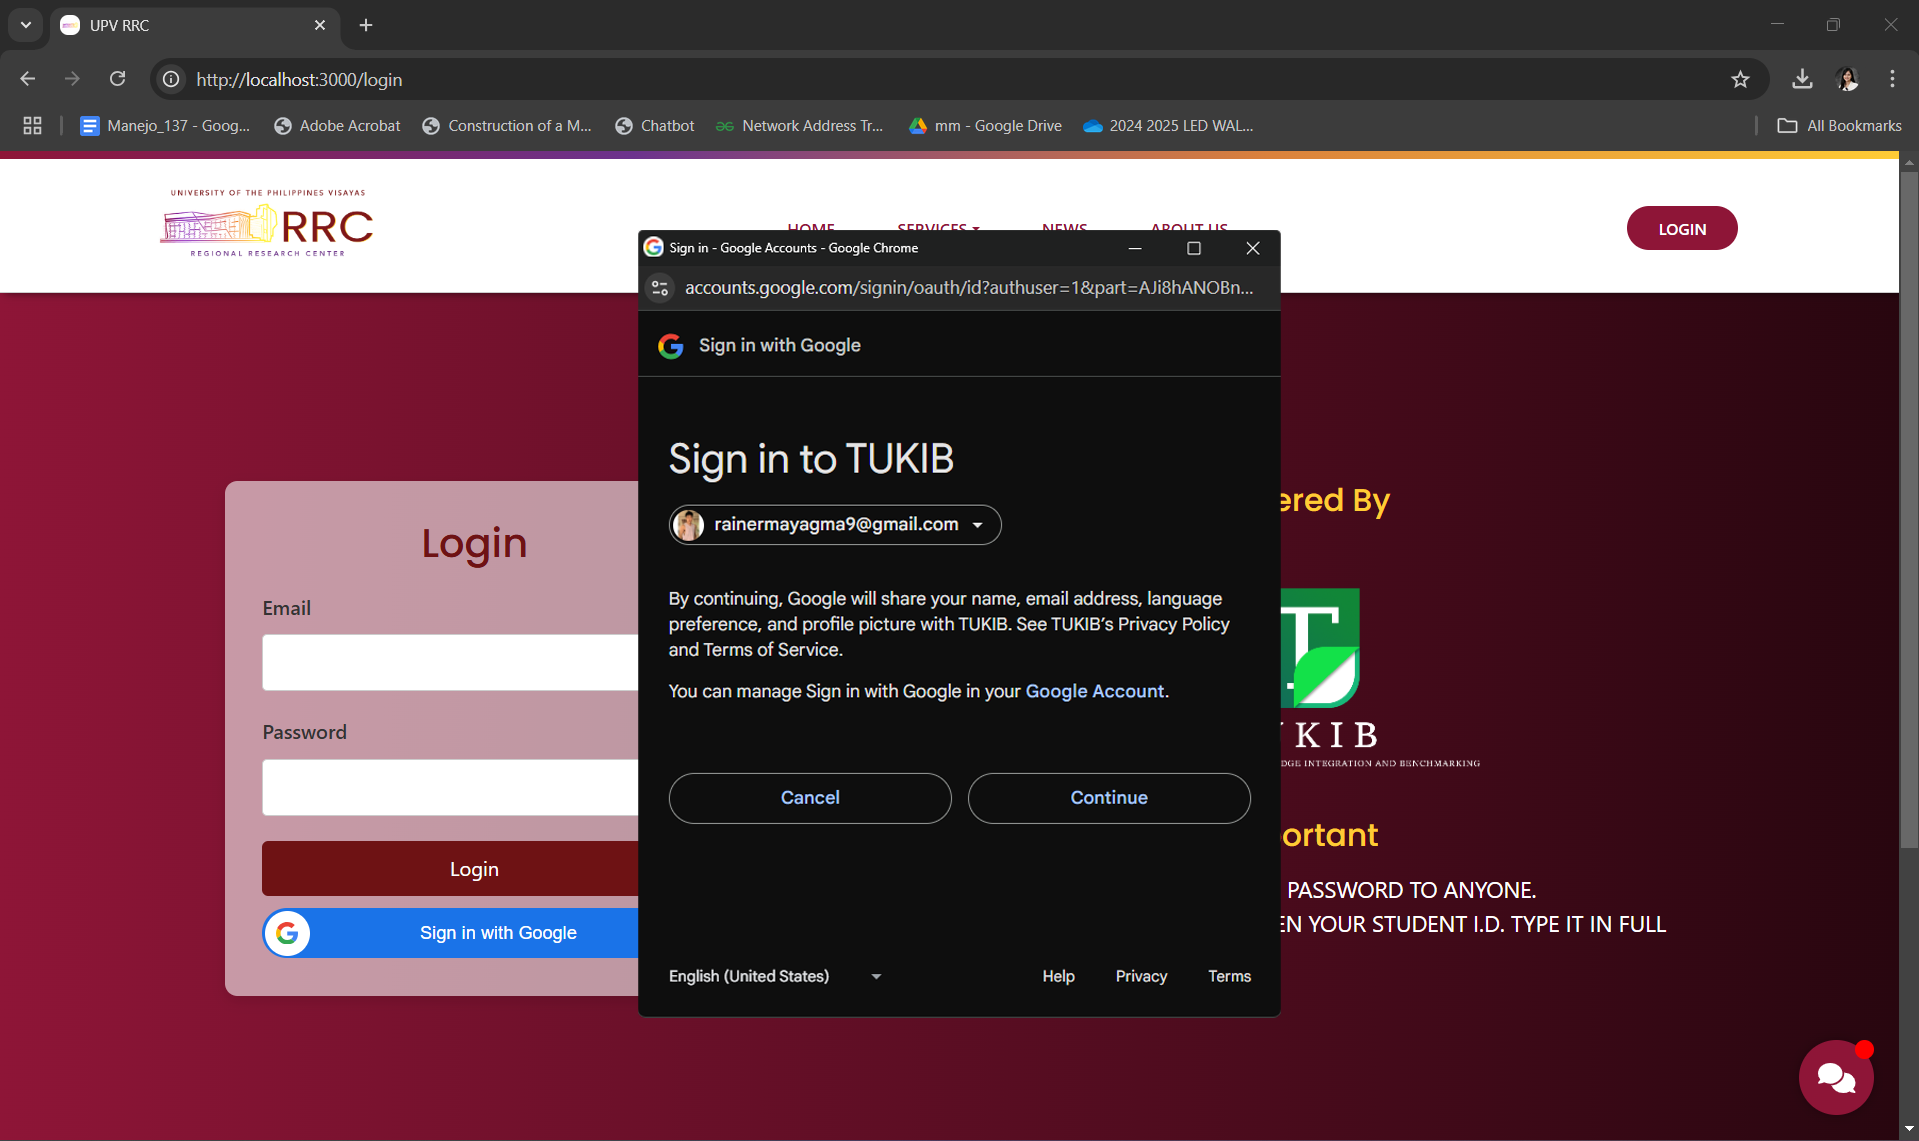 UPV RRC
http://localhost:3000/login
Manejo_137 - Goog...
Adobe Acrobat
Construction of a M...
Chatbot
Network Address Tr...
mm - Google Drive
2024 2025 LED WAL...
All Bookmarks
UNIVERSITY OF THE PHILIPPINES VISAYAS
RRC
REGIONAL RESEARCH CENTER
HOME
SERVICES
NEWS
ABOUT US
LOGIN
Sign in - Google Accounts - Google Chrome
accounts.google.com/signin/oauth/id?authuser=1&part=AJi8hANOBn...
Sign in with Google
Sign in to TUKIB
rainermayagma9@gmail.com
By continuing, Google will share your name, email address, language
preference, and profile picture with TUKIB. See TUKIB's Privacy Policy
and Terms of Service.
You can manage Sign in with Google in your Google Account.
Cancel
Continue
English (United States)
Help
Privacy
Terms
Login
Email
Password
Login
Sign in with Google
ered By
T
KIB
DGE INTEGRATION AND BENCHMARKING
ortant
PASSWORD TO ANYONE.
EN YOUR STUDENT I.D. TYPE IT IN FULL